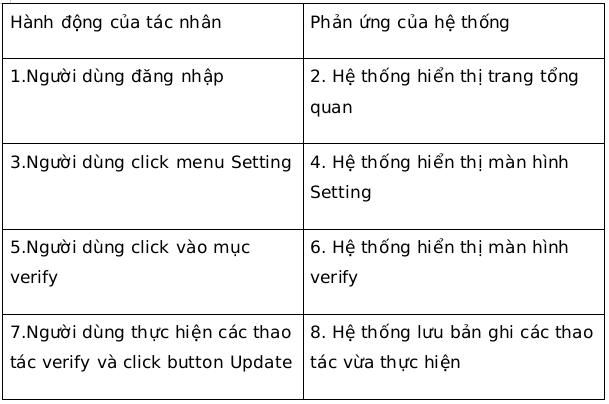 Hành động của tác nhân
Phản ứng của hệ thống
1.Người dùng đăng nhập
2. Hệ thống hiển thị trang tổng
quan
3.Người dùng click menu Setting
4. Hệ thống hiển thị màn hình
Setting
5.Người dùng click vào mục
verify
6. Hệ thống hiển thị màn hình
verify
7.Người dùng thực hiện các thao
tác verify và click button Update
8. Hệ thống lưu bản ghi các thao
tác vừa thực hiện